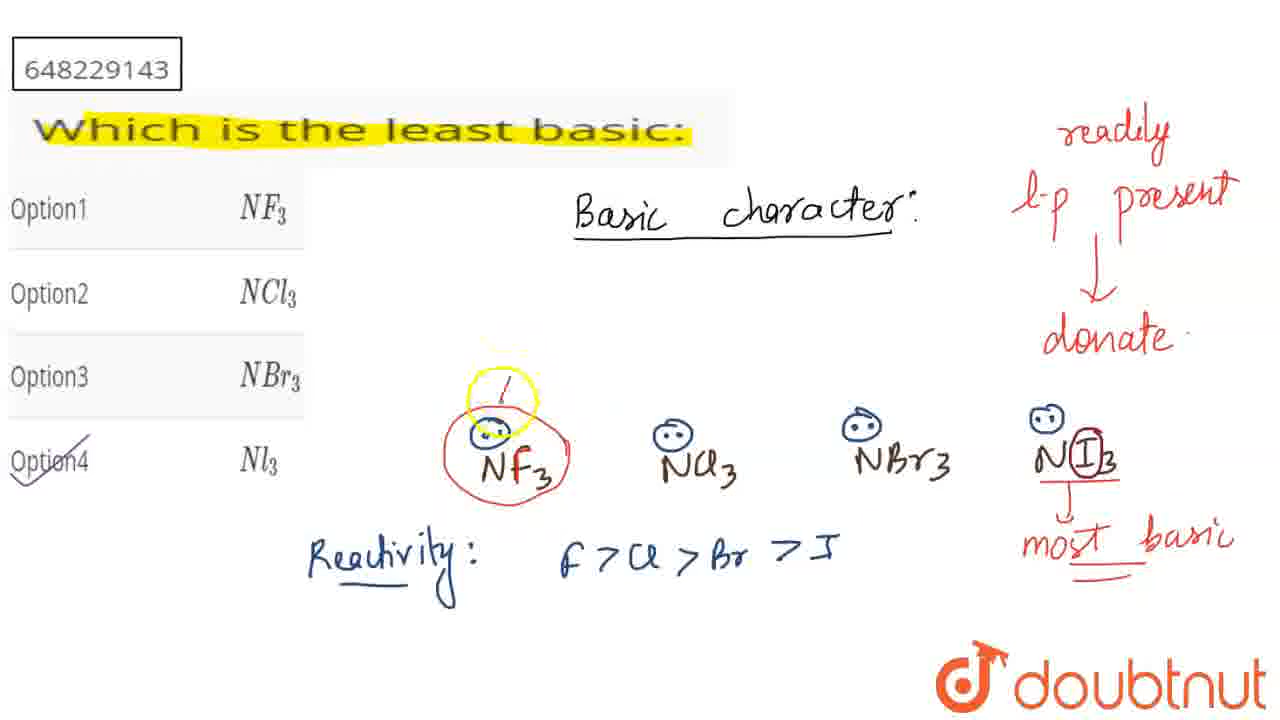 648229143
Which is the least basic:
Option1 NF3
Option2 NCl3
Option3 NBr3
Option4 Nl3
Basic character:
readily
l·p present
donate
NF3 NCl3 NBr3 NI3
most basic
Reactivity: F > Cl > Br > I
doubtnut